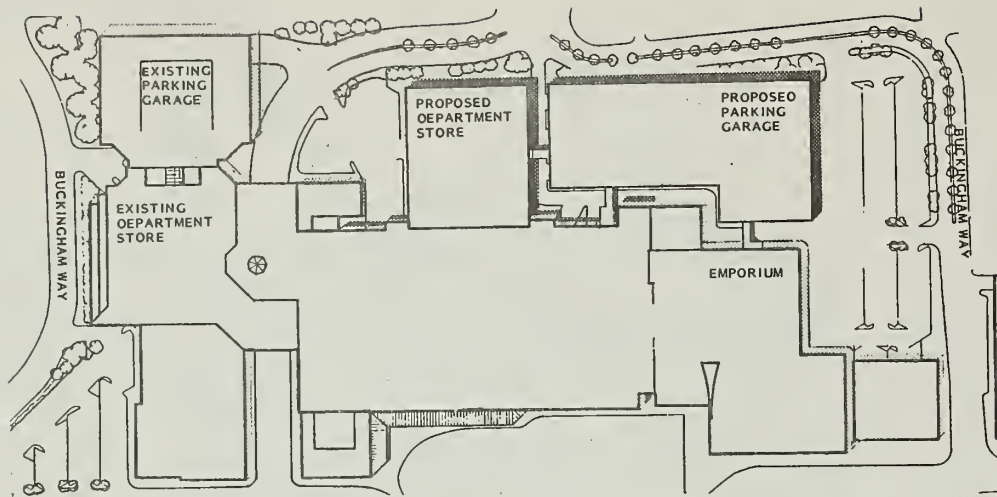 EXISTING
PARKING
GARAGE
PROPOSED
OEPARTMENT
STORE
PROPOSEO
PARKING
GARAGE
BUCKINGHAM WAY
EXISTING
OEPARTMENT
STORE
BUCKINGHAM WAY
EMPORIUM